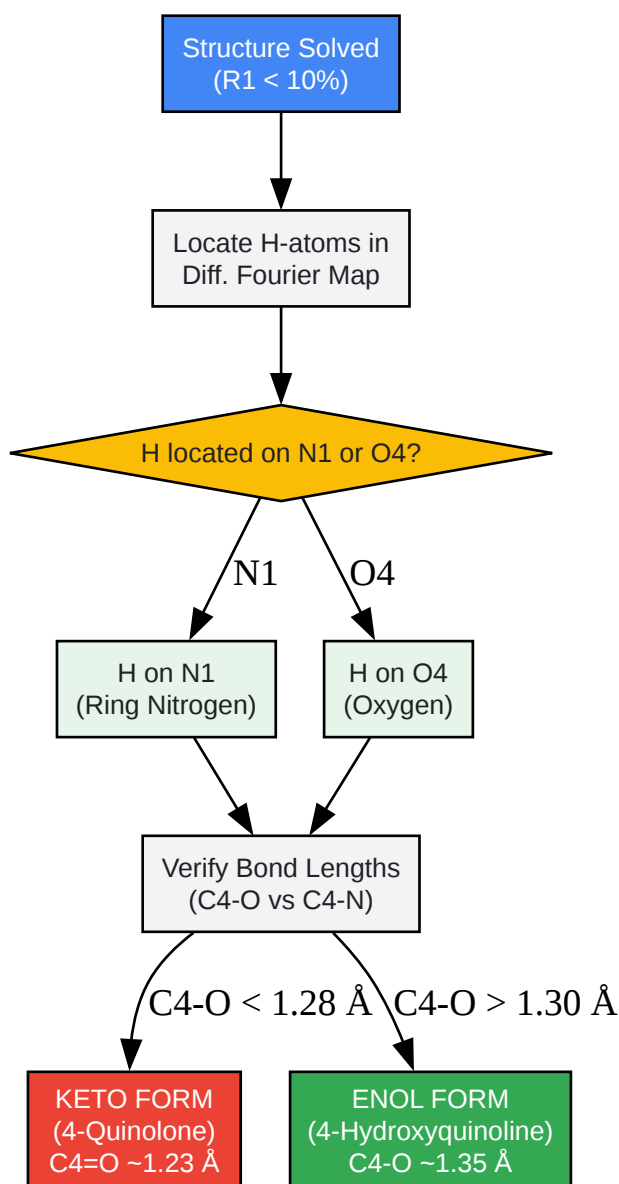 Structure Solved
(R1 < 10%)
Locate H-atoms in
Diff. Fourier Map
H located on N1 or O4?
N1
O4
H on N1
(Ring Nitrogen)
H on O4
(Oxygen)
Verify Bond Lengths
(C4-O vs C4-N)
C4-O < 1.28 Å
C4-O > 1.30 Å
KETO FORM
(4-Quinolone)
C4=O ~1.23 Å
ENOL FORM
(4-Hydroxyquinoline)
C4-O ~1.35 Å